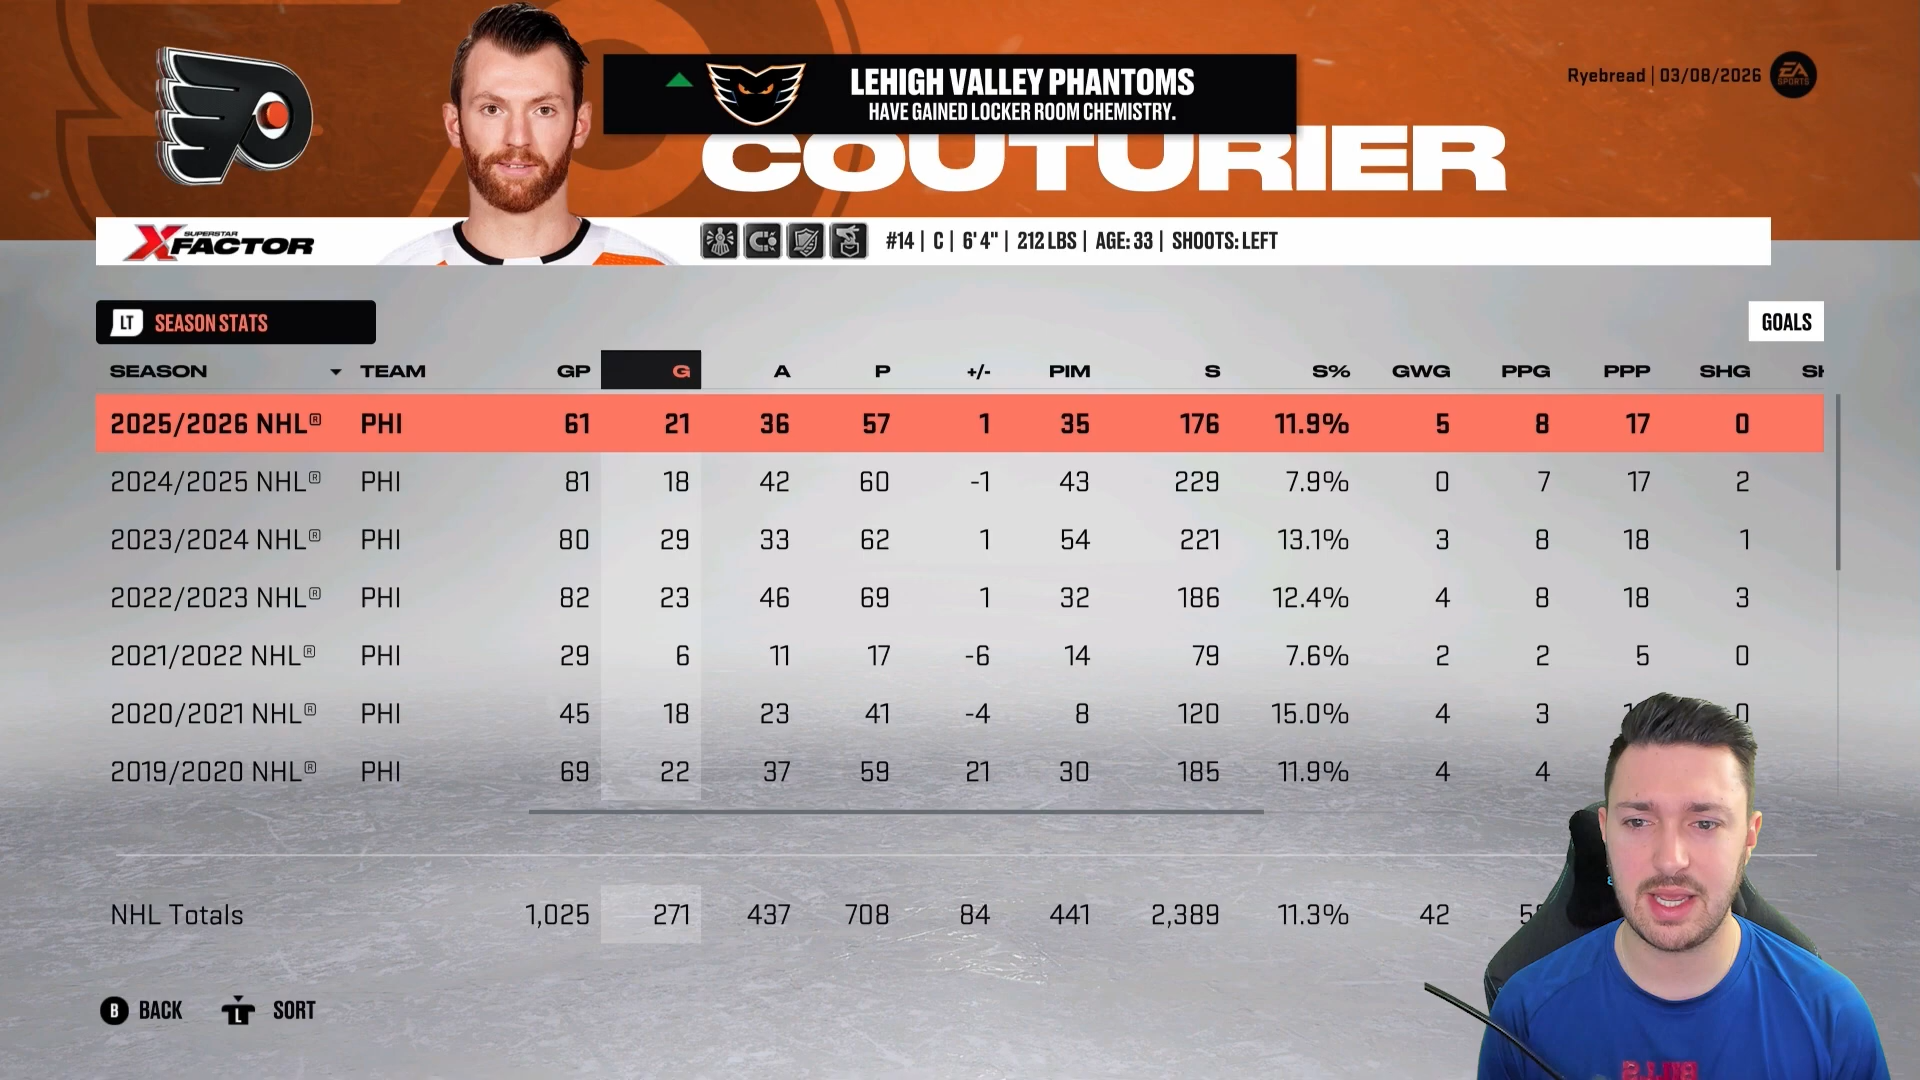 LEHIGH VALLEY PHANTOMS
HAVE GAINED LOCKER ROOM CHEMISTRY.
Ryebread | 03/08/2026
EA SPORTS
COUTURIER
SUPERSTAR
X FACTOR
#14 | C | 6' 4" | 212 LBS | AGE: 33 | SHOOTS: LEFT
LT SEASON STATS
GOALS
SEASON TEAM GP G A P +/- PIM S S% GWG PPG PPP SHG
2025/2026 NHL® PHI 61 21 36 57 1 35 176 11.9% 5 8 17 0
2024/2025 NHL® PHI 81 18 42 60 -1 43 229 7.9% 0 7 17 2
2023/2024 NHL® PHI 80 29 33 62 1 54 221 13.1% 3 8 18 1
2022/2023 NHL® PHI 82 23 46 69 1 32 186 12.4% 4 8 18 3
2021/2022 NHL® PHI 29 6 11 17 -6 14 79 7.6% 2 2 5 0
2020/2021 NHL® PHI 45 18 23 41 -4 8 120 15.0% 4 3 0
2019/2020 NHL® PHI 69 22 37 59 21 30 185 11.9% 4 4
NHL Totals 1,025 271 437 708 84 441 2,389 11.3% 42
B BACK L SORT